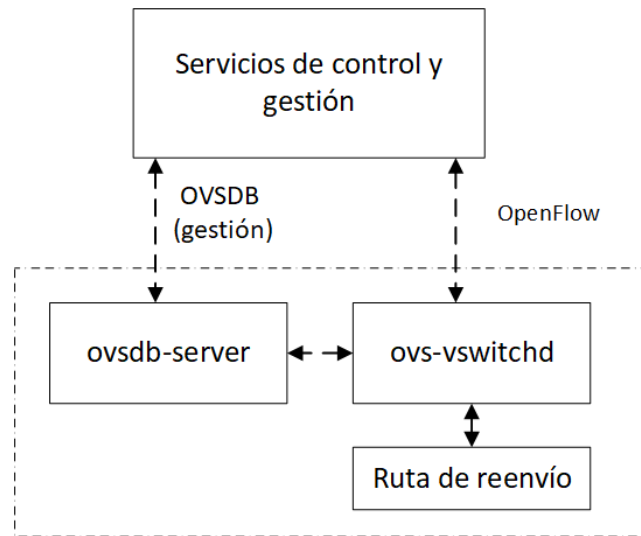 Servicios de control y
gestión
OVSDB
(gestión)
OpenFlow
ovsdb-server
ovs-vswitchd
Ruta de reenvío